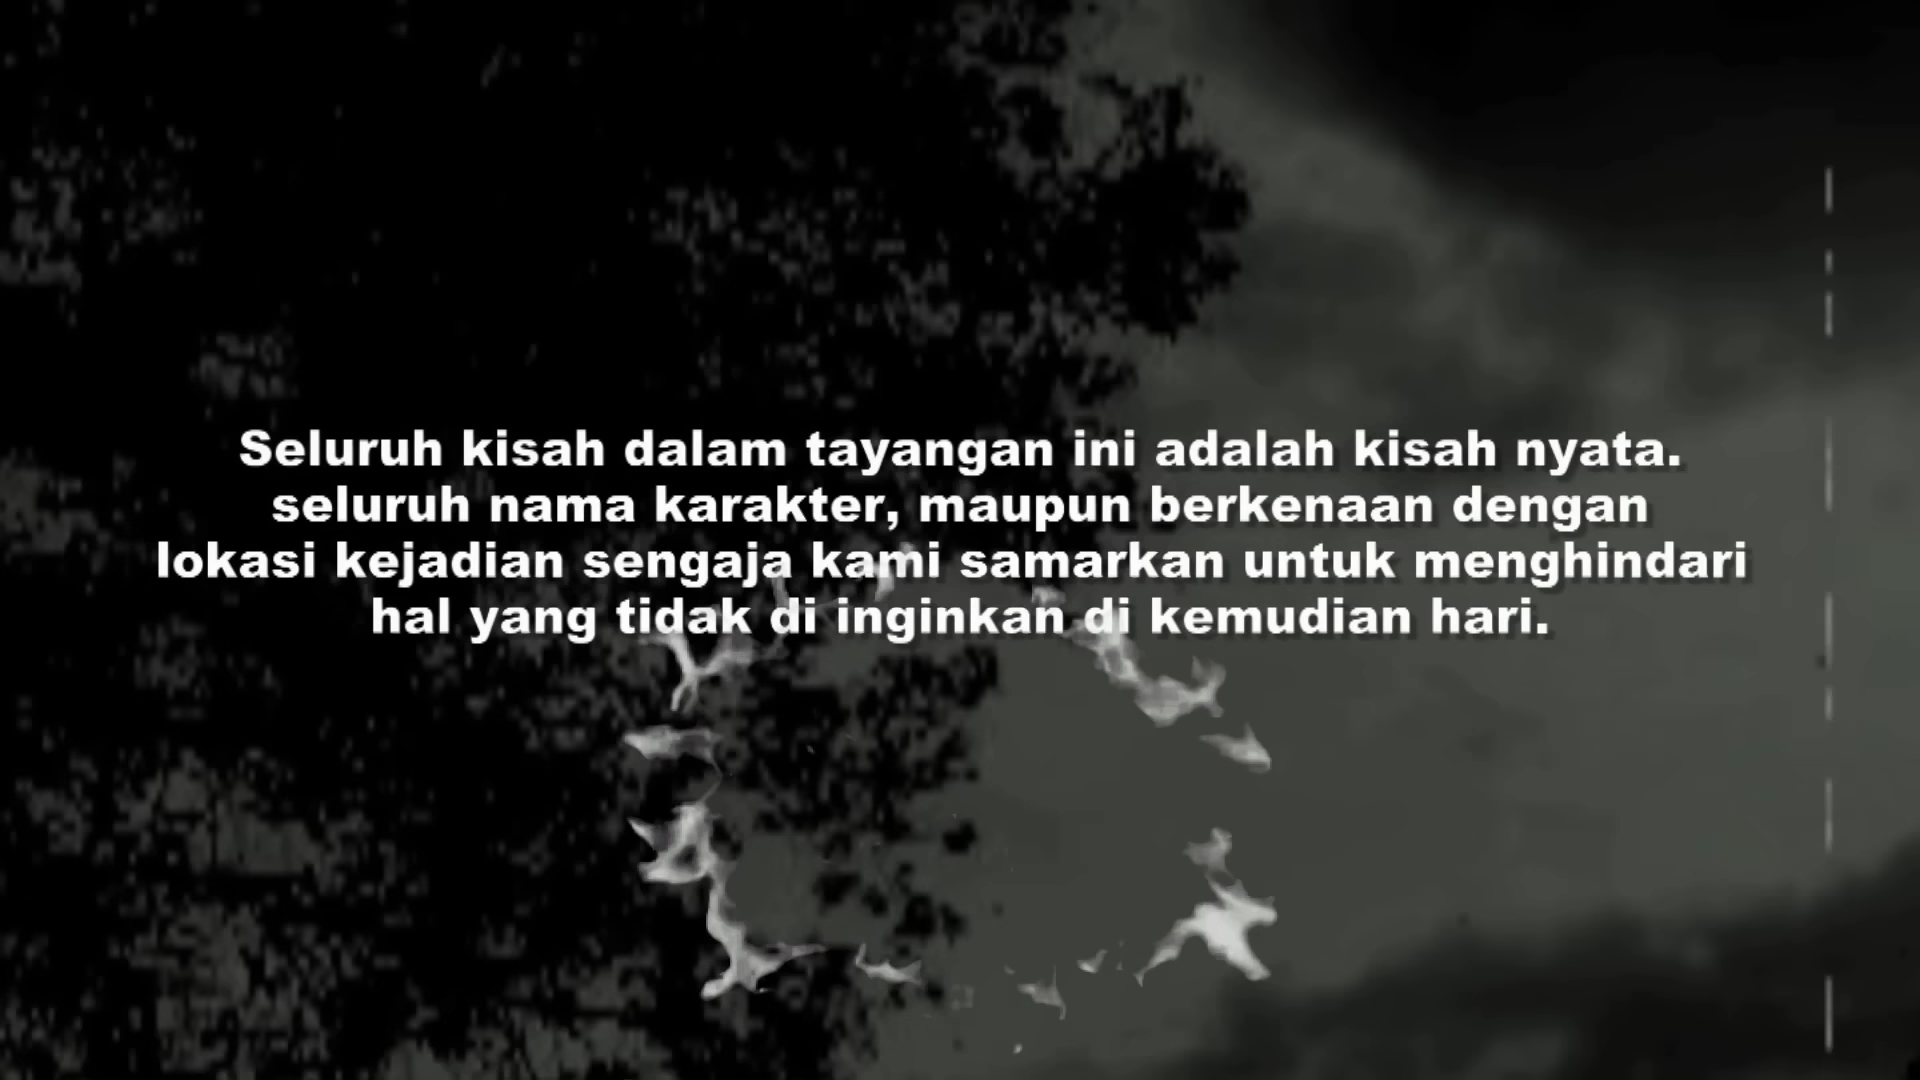 Seluruh kisah dalam tayangan ini adalah kisah nyata.
seluruh nama karakter, maupun berkenaan dengan
lokasi kejadian sengaja kami samarkan untuk menghindari
hal yang tidak di inginkan di kemudian hari.